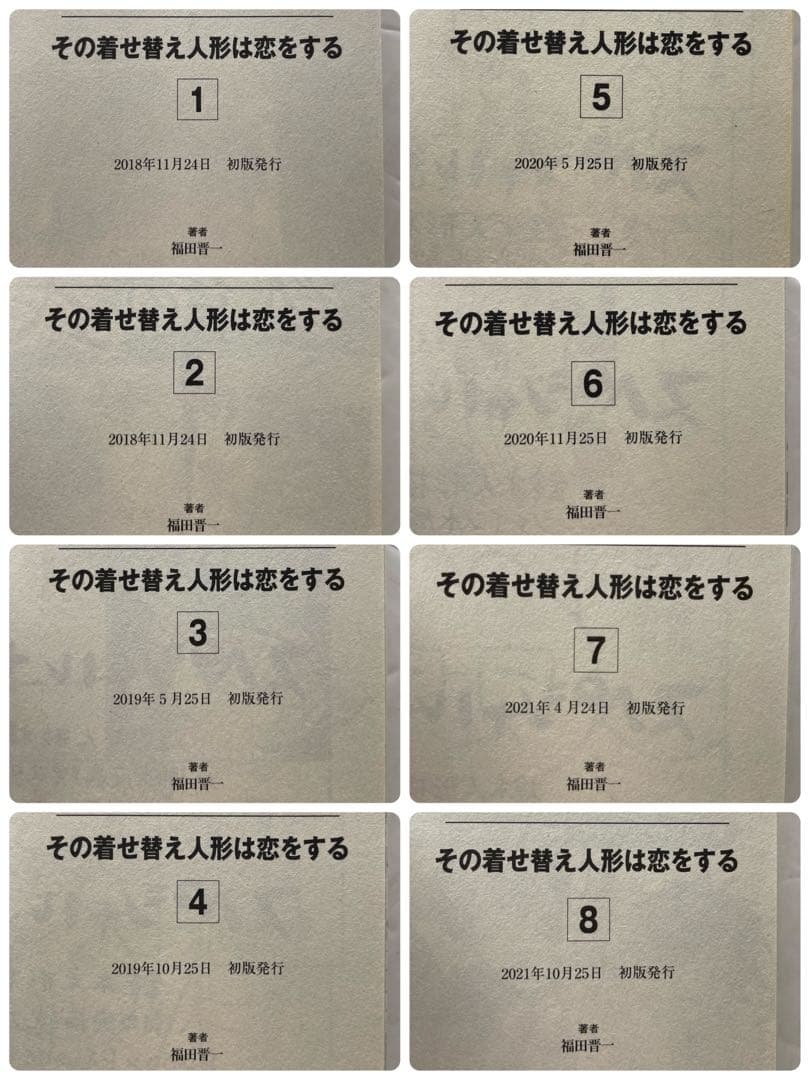 その着せ替え人形は恋をする
1
2018年11月24日　初版発行
著者
福田晋一
その着せ替え人形は恋をする
2
2018年11月24日　初版発行
著者
福田晋一
その着せ替え人形は恋をする
3
2019年5月25日　初版発行
著者
福田晋一
その着せ替え人形は恋をする
4
2019年10月25日　初版発行
著者
福田晋一
その着せ替え人形は恋をする
5
2020年5月25日　初版発行
著者
福田晋一
その着せ替え人形は恋をする
6
2020年11月25日　初版発行
著者
福田晋一
その着せ替え人形は恋をする
7
2021年4月24日　初版発行
著者
福田晋一
その着せ替え人形は恋をする
8
2021年10月25日　初版発行
著者
福田晋一